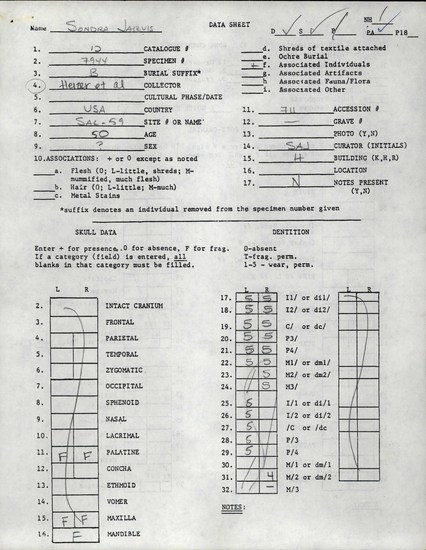 Name Sondra Jarvis DATA SHEET D S P NH PA P18
1. 12 CATALOGUE #
2. 7944 SPECIMEN #
3. B BURIAL SUFFIX*
4. Heizer et al COLLECTOR
5. CULTURAL PHASE/DATE
6. USA COUNTRY
7. SAC-59 SITE # OR NAME
8. 50 AGE
9. ? SEX
10. ASSOCIATIONS: + or 0 except as noted
a. Flesh (0; L-little, shreds; M-mummified, much flesh)
b. Hair (0; L-little; M-much)
c. Metal Stains
d. Shreds of textile attached
e. Ochre Burial
+ f. Associated Individuals
g. Associated Artifacts
h. Associated Fauna/Flora
i. Associated Other
11. 711 ACCESSION #
12. — GRAVE #
13. PHOTO (Y,N)
14. SAJ CURATOR (INITIALS)
15. H BUILDING (K,H,R)
16. LOCATION
17. N NOTES PRESENT (Y,N)
*suffix denotes an individual removed from the specimen number given
SKULL DATA
Enter + for presence, 0 for absence, F for frag.
If a category (field) is entered, all
blanks in that category must be filled.
L R
2. INTACT CRANIUM
3. FRONTAL
4. PARIETAL
5. TEMPORAL
6. ZYGOMATIC
7. OCCIPITAL
8. SPHENOID
9. NASAL
10. LACRIMAL
11. F F PALATINE
12. CONCHA
13. ETHMOID
14. VOMER
15. F F MAXILLA
16. F MANDIBLE
DENTITION
0-absent
T-frag. perm.
1-5 - wear, perm.
L R L R
17. 5 5 I1/ or di1/
18. 5 5 I2/ or di2/
19. 5 5 C/ or dc/
20. 5 5 P3/
21. 5 5 P4/
22. 5 5 M1/ or dm1/
23. 5 M2/ or dm2/
24. 5 M3/
25. 5 I/1 or di/1
26. 5 I/2 or di/2
27. 5 /C or /dc
28. 5 P/3
29. 5 P/4
30. M/1 or dm/1
31. 4 M/2 or dm/2
32. — M/3
NOTES: